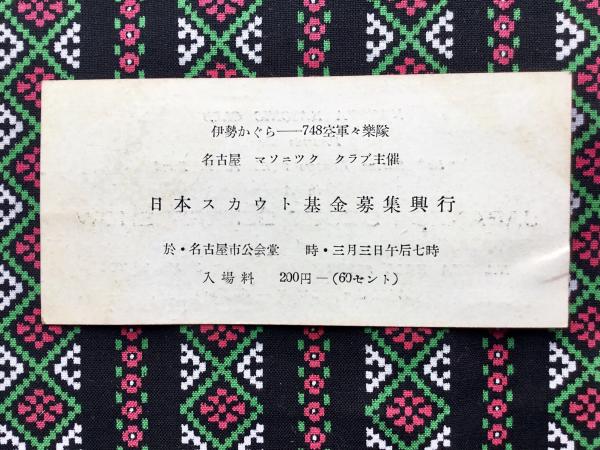 伊勢かぐら——748空軍々樂隊
名古屋 マソニツク クラブ主催
日本スカウト基金募集興行
於・名古屋市公会堂 時・三月三日午后七時
入場料 200円―(60セント)